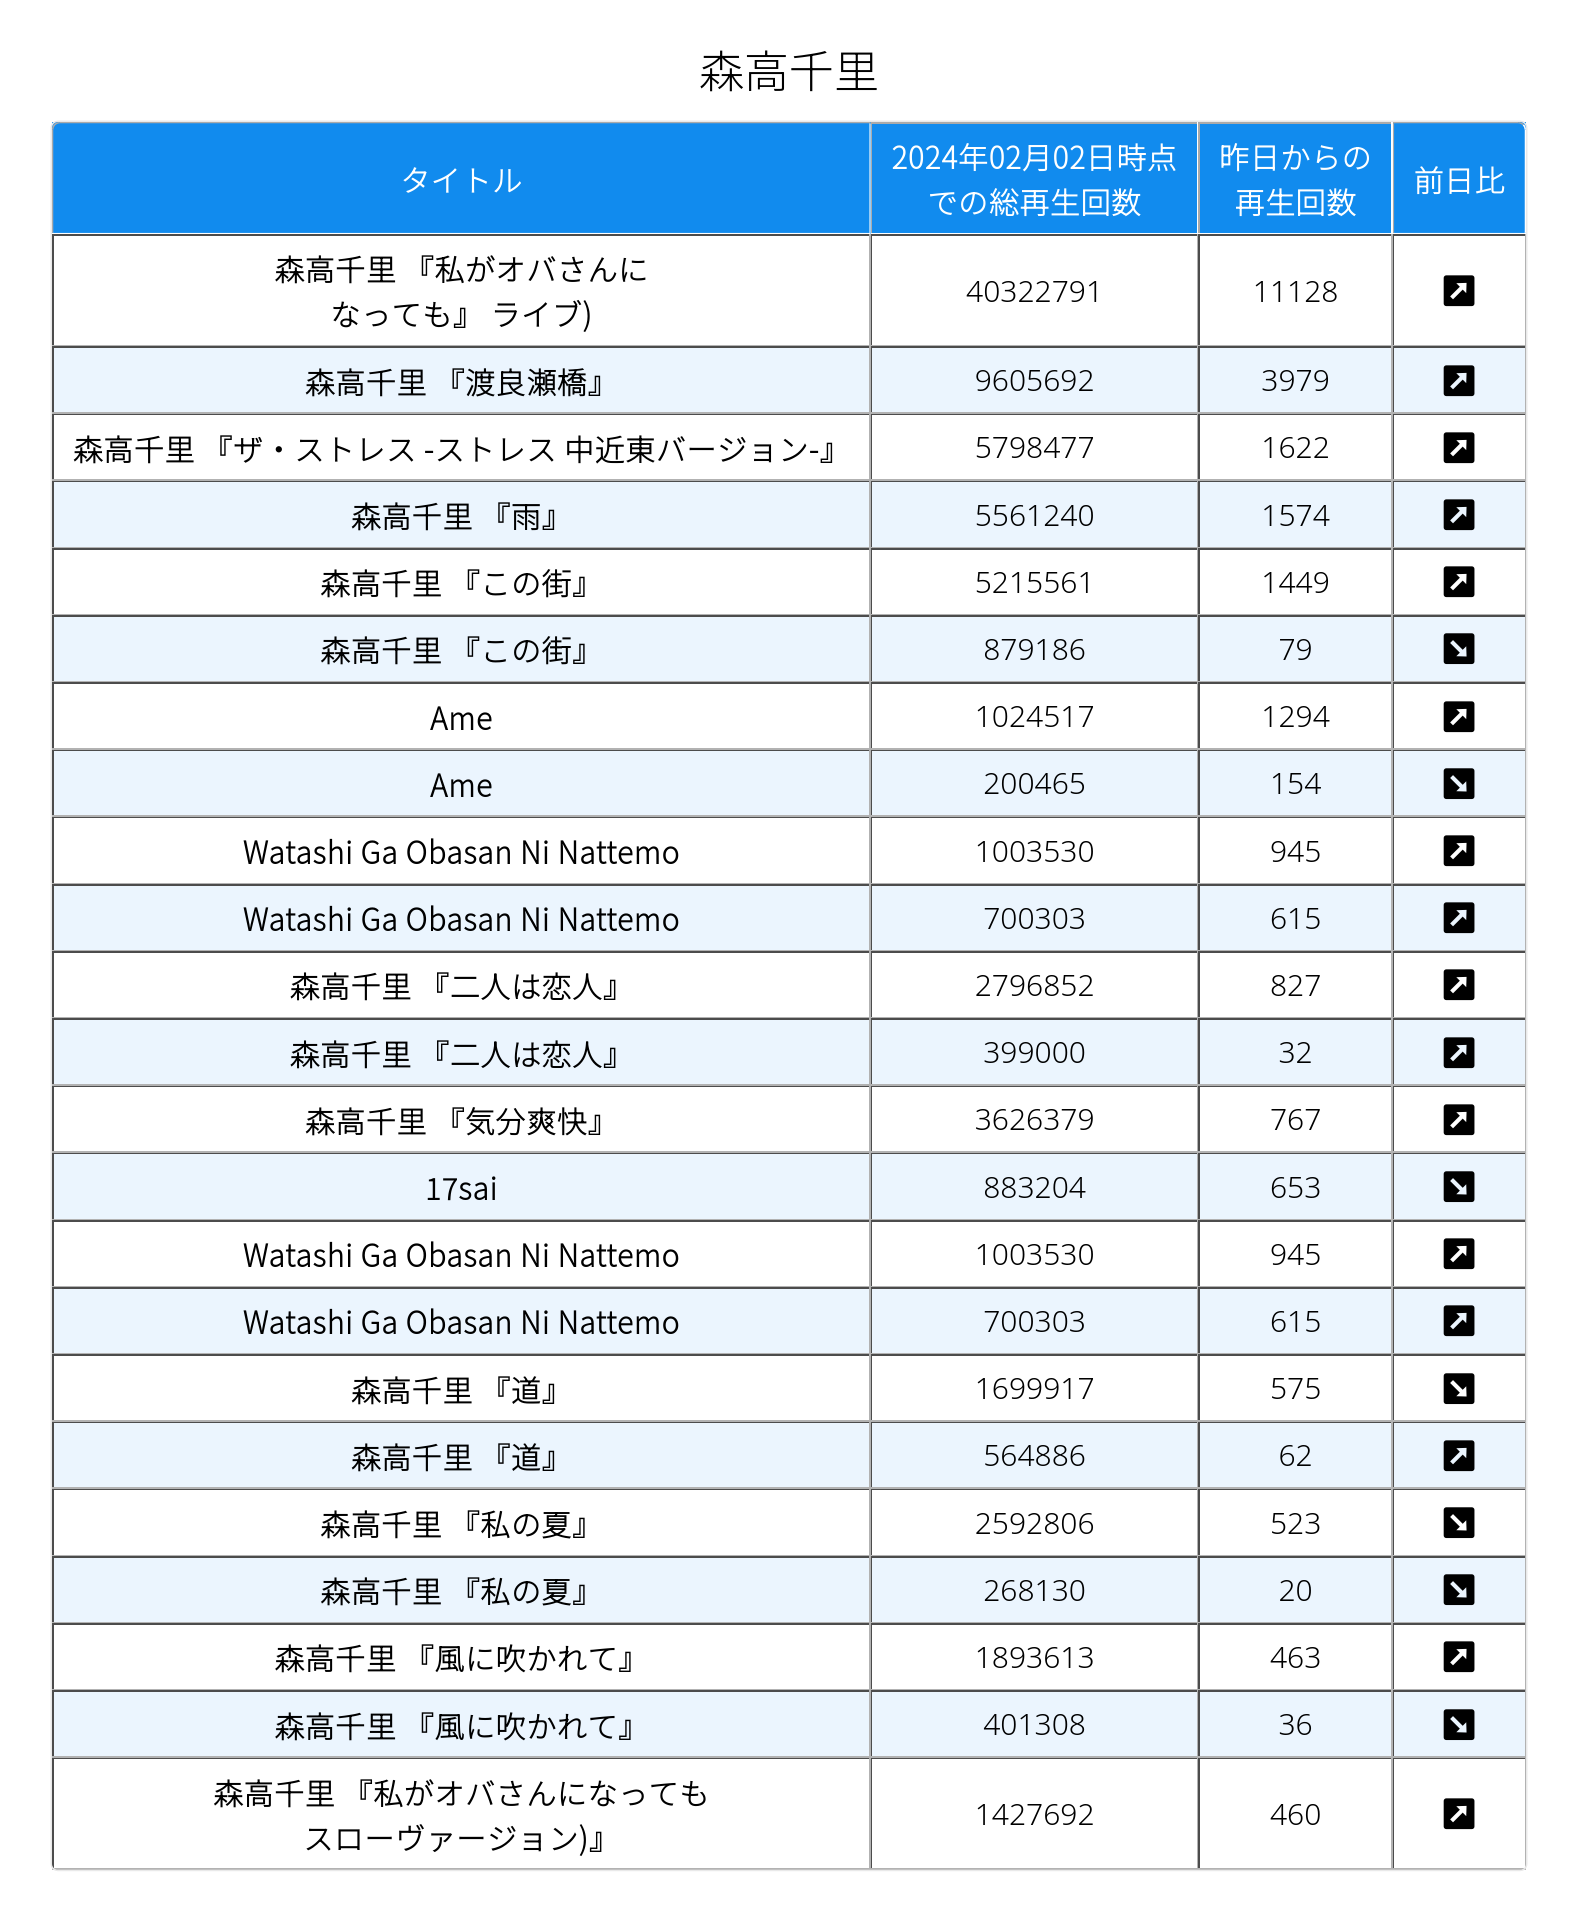 森高千里
タイトル
2024年02月02日時点
での総再生回数
昨日からの
再生回数
前日比
森高千里 『私がオバさんに
なっても』 ライブ)
40322791 11128
森高千里 『渡良瀬橋』 9605692 3979
森高千里 『ザ・ストレス -ストレス 中近東バージョン-』 5798477 1622
森高千里 『雨』 5561240 1574
森高千里 『この街』 5215561 1449
森高千里 『この街』 879186 79
Ame 1024517 1294
Ame 200465 154
Watashi Ga Obasan Ni Nattemo 1003530 945
Watashi Ga Obasan Ni Nattemo 700303 615
森高千里 『二人は恋人』 2796852 827
森高千里 『二人は恋人』 399000 32
森高千里 『気分爽快』 3626379 767
17sai 883204 653
Watashi Ga Obasan Ni Nattemo 1003530 945
Watashi Ga Obasan Ni Nattemo 700303 615
森高千里 『道』 1699917 575
森高千里 『道』 564886 62
森高千里 『私の夏』 2592806 523
森高千里 『私の夏』 268130 20
森高千里 『風に吹かれて』 1893613 463
森高千里 『風に吹かれて』 401308 36
森高千里 『私がオバさんになっても
スローヴァージョン)』
1427692 460